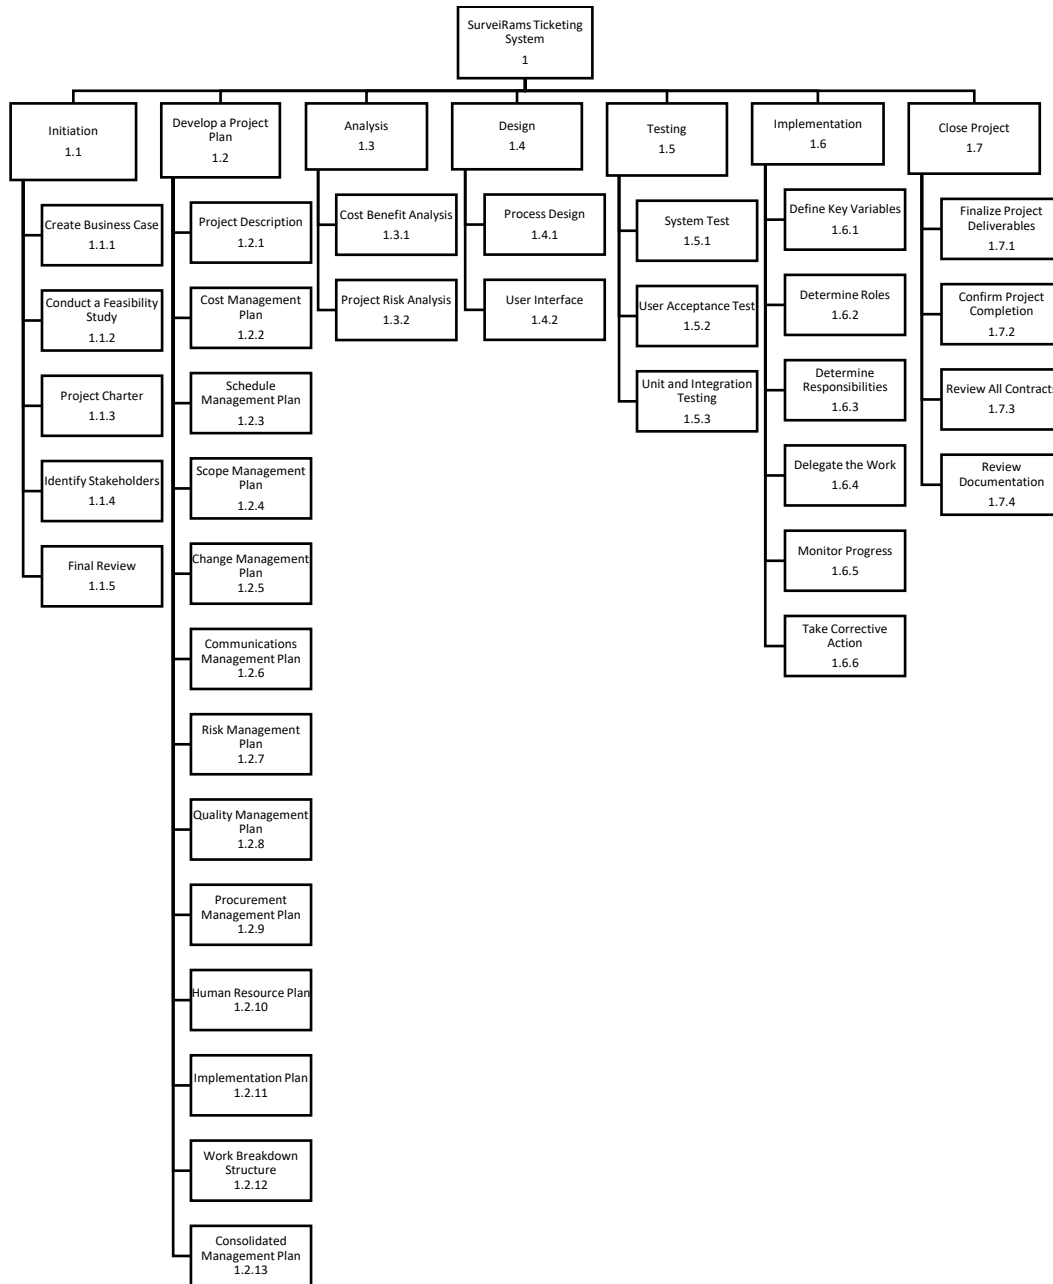 SurveiRams Ticketing
System
1
Initiation
1.1
Develop a Project
Plan
1.2
Analysis
1.3
Design
1.4
Testing
1.5
Implementation
1.6
Close Project
1.7
Create Business Case
1.1.1
Conduct a Feasibility
Study
1.1.2
Project Charter
1.1.3
Identify Stakeholders
1.1.4
Final Review
1.1.5
Project Description
1.2.1
Cost Management
Plan
1.2.2
Schedule
Management Plan
1.2.3
Scope Management
Plan
1.2.4
Change Management
Plan
1.2.5
Communications
Management Plan
1.2.6
Risk Management
Plan
1.2.7
Quality Management
Plan
1.2.8
Procurement
Management Plan
1.2.9
Human Resource Plan
1.2.10
Implementation Plan
1.2.11
Work Breakdown
Structure
1.2.12
Consolidated
Management Plan
1.2.13
Cost Benefit Analysis
1.3.1
Project Risk Analysis
1.3.2
Process Design
1.4.1
User Interface
1.4.2
System Test
1.5.1
User Acceptance Test
1.5.2
Unit and Integration
Testing
1.5.3
Define Key Variables
1.6.1
Determine Roles
1.6.2
Determine
Responsibilities
1.6.3
Delegate the Work
1.6.4
Monitor Progress
1.6.5
Take Corrective
Action
1.6.6
Finalize Project
Deliverables
1.7.1
Confirm Project
Completion
1.7.2
Review All Contracts
1.7.3
Review
Documentation
1.7.4